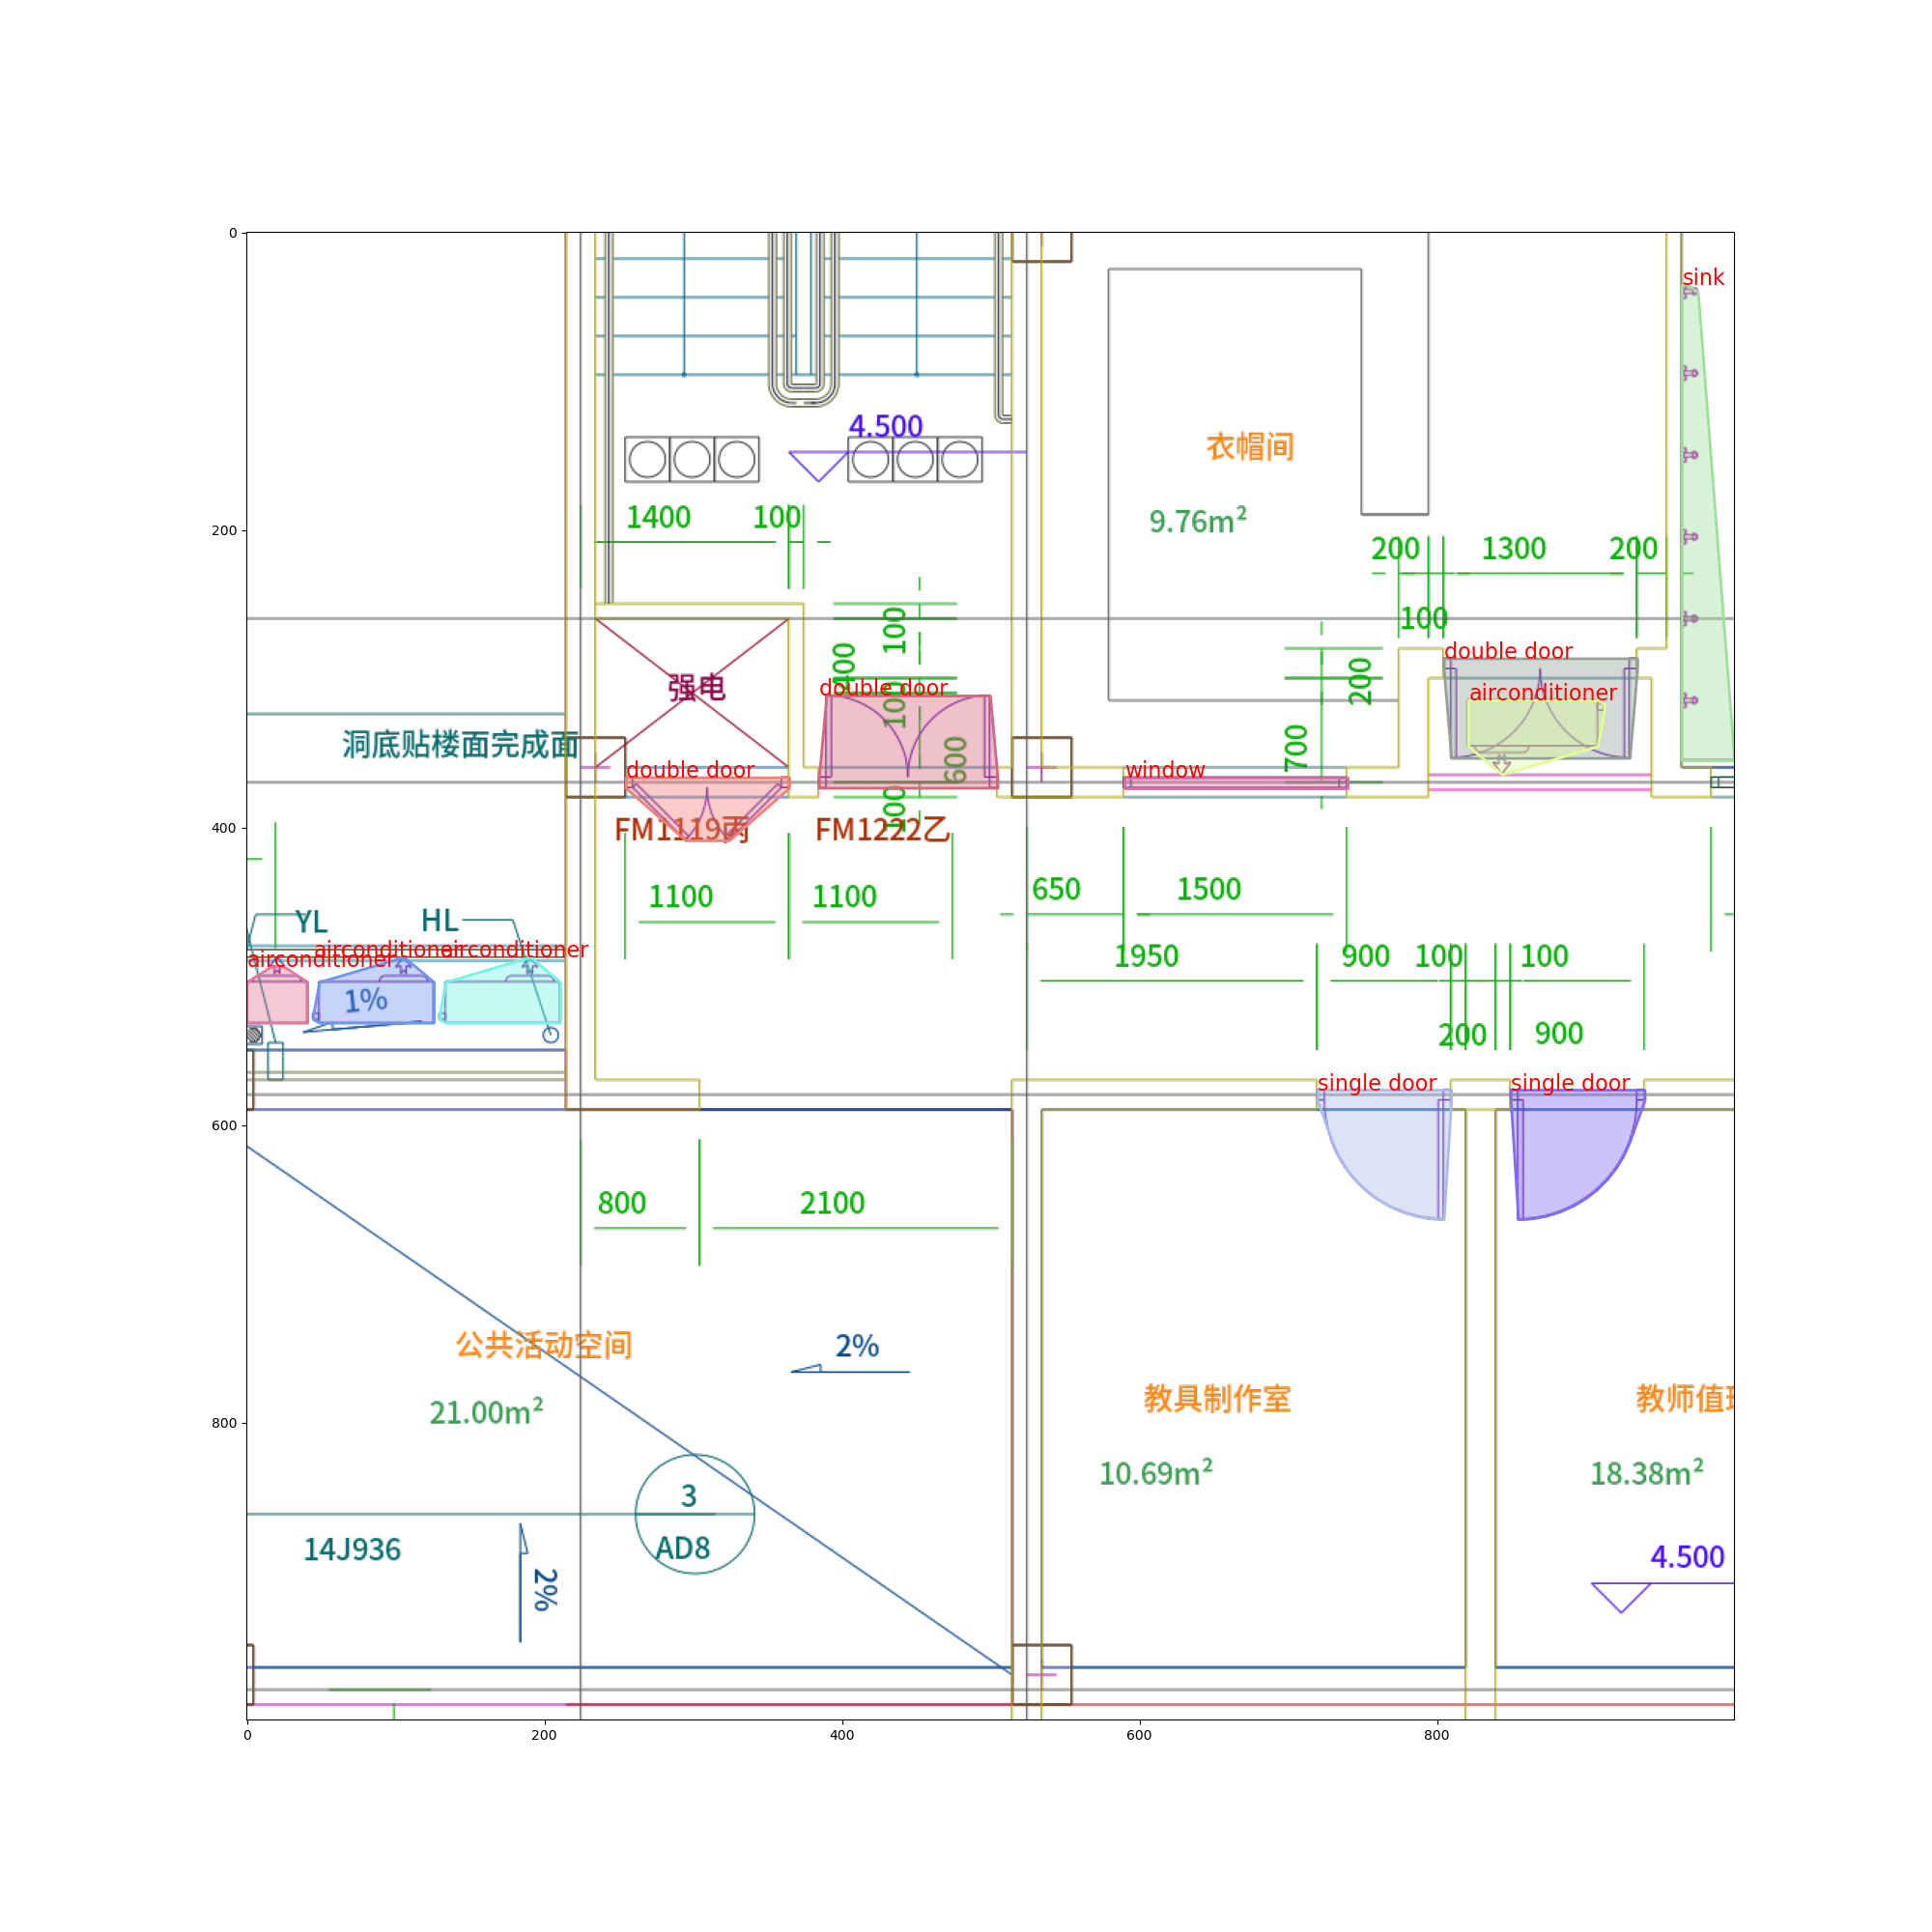 0
sink
4.500
衣帽间
1400
100
9.76m²
200
1300
200
200
100
100
400
double door
强电
double door
airconditioner
200
100
洞底贴楼面完成面
700
600
double door
window
100
FM1119丙
FM1222乙
400
1100
1100
650
1500
YL
HL
airconditioner
airconditioner
airconditioner
1950
900
100
100
1%
200
900
single door
single door
600
800
2100
公共活动空间
2%
21.00m²
教具制作室
教师值
800
10.69m²
18.38m²
3
AD8
14J936
4.500
2%
0
200
400
600
800